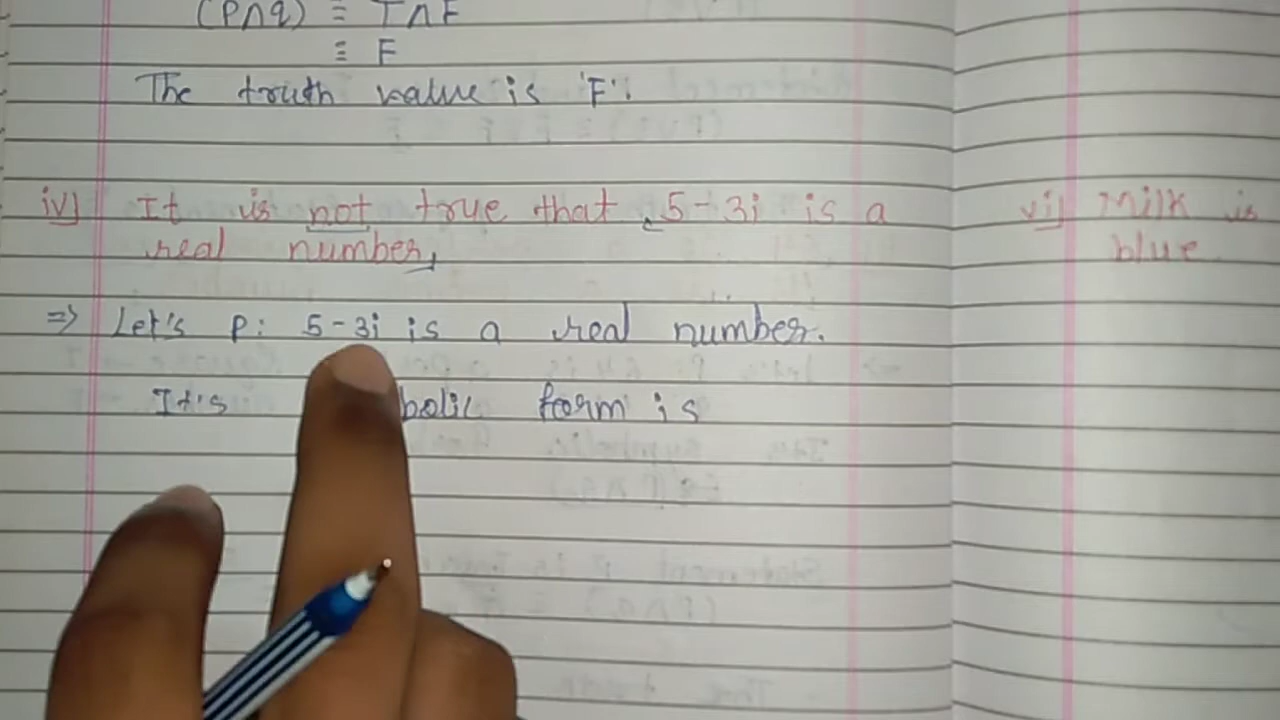 (P∩q) ≡ T∩F
≡ F
The truth value is 'F'.
iv) It is not true that, 5-3i is a
real number,
⇒ Let's P: 5-3i is a real number.
It's bolic form is
vi) Milk is
blue